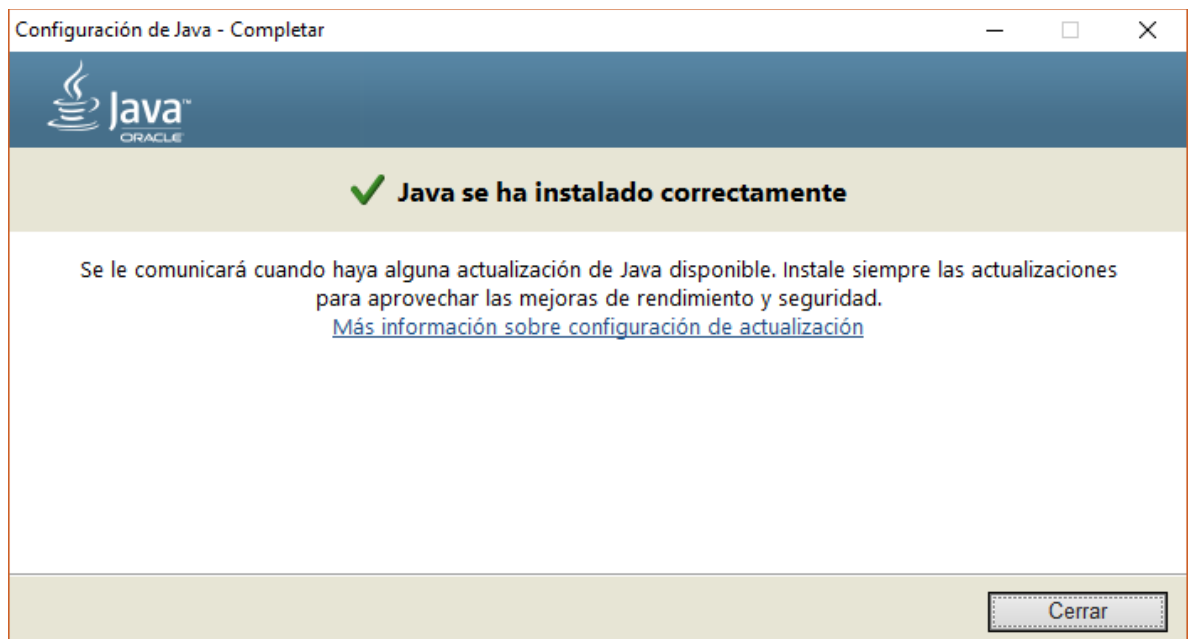 Configuración de Java - Completar
Java™
ORACLE
Java se ha instalado correctamente
Se le comunicará cuando haya alguna actualización de Java disponible. Instale siempre las actualizaciones
para aprovechar las mejoras de rendimiento y seguridad.
Más información sobre configuración de actualización
Cerrar